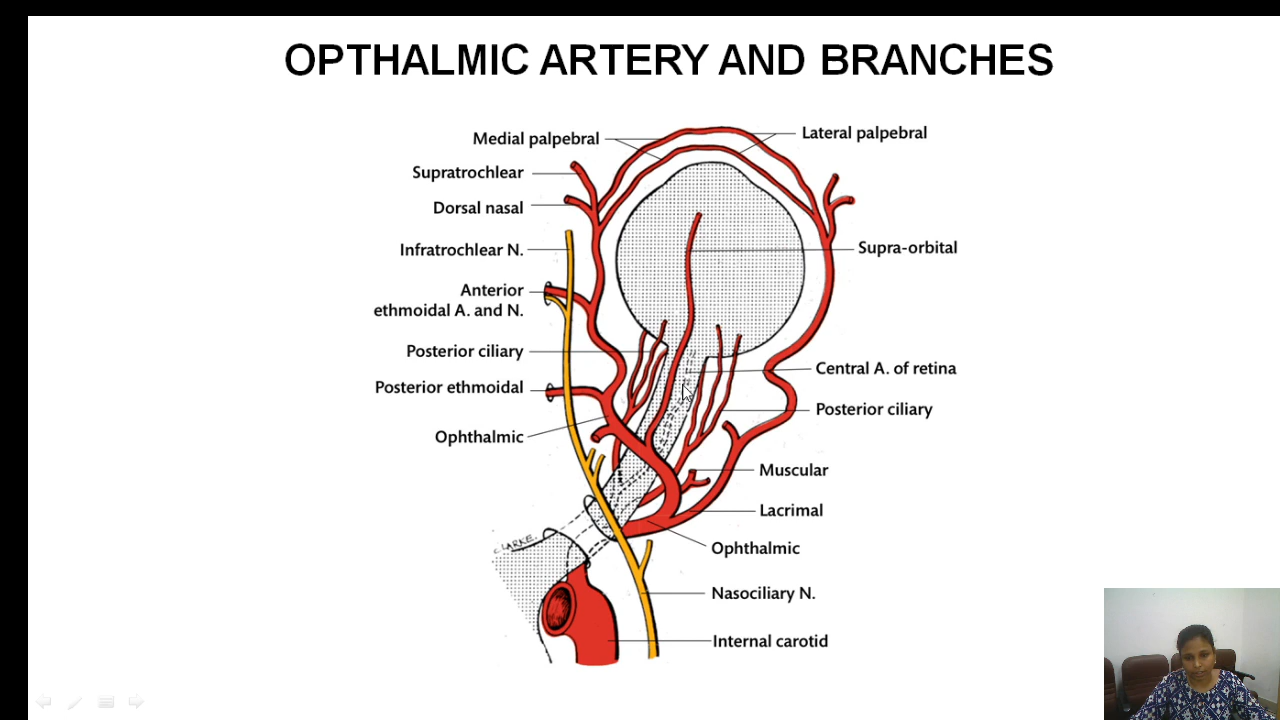 OPTHALMIC ARTERY AND BRANCHES
Medial palpebral
Lateral palpebral
Supratrochlear
Dorsal nasal
Infratrochlear N.
Supra-orbital
Anterior
ethmoidal A. and N.
Posterior ciliary
Central A. of retina
Posterior ethmoidal
Posterior ciliary
Ophthalmic
Muscular
Lacrimal
CLARKE.
Ophthalmic
Nasociliary N.
Internal carotid